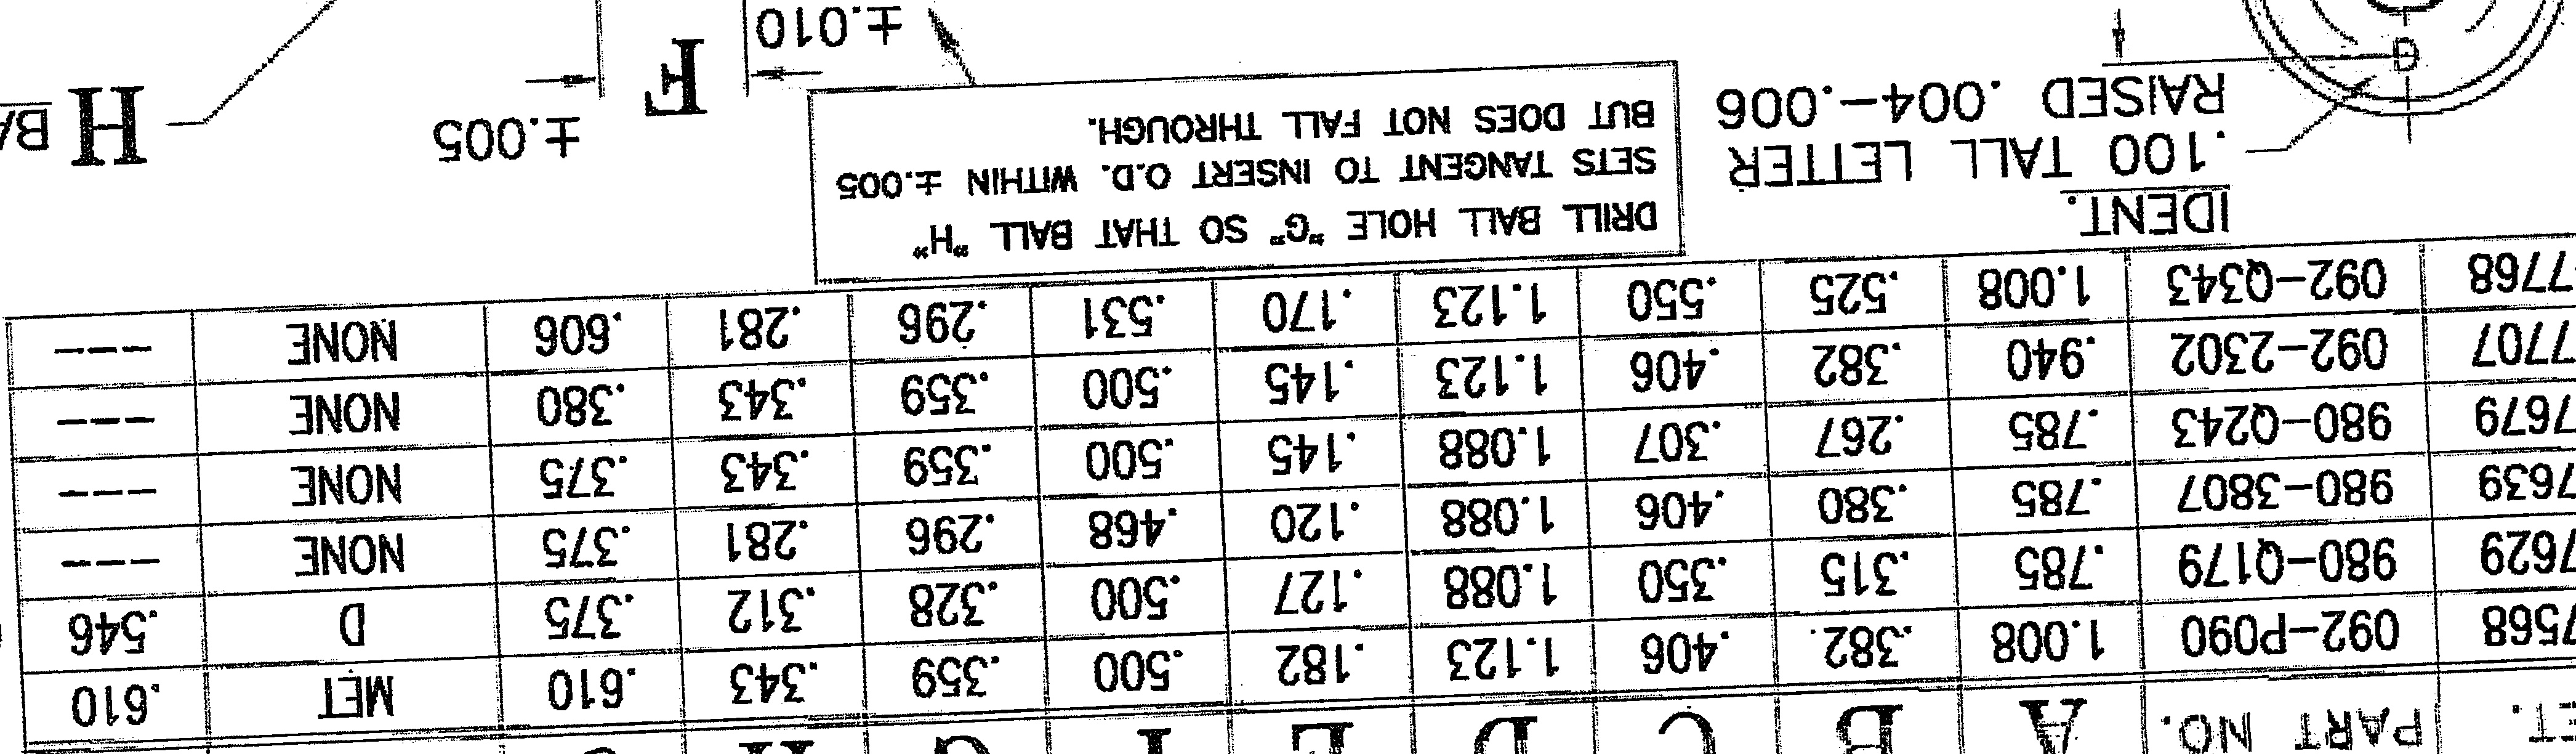 ET. PART NO. A B C D E F G H
7568 092-P090 1.008 .382 .406 1.123 .182 .500 .359 .343 .610 MET .610
7629 980-Q179 .785 .315 .350 1.088 .127 .500 .328 .312 .375 D .546
7639 980-3807 .785 .380 .406 1.088 .120 .468 .296 .281 .375 NONE ---
7679 980-Q243 .785 .267 .307 1.088 .145 .500 .359 .343 .375 NONE ---
7707 092-2302 .940 .382 .406 1.123 .145 .500 .359 .343 .380 NONE ---
7768 092-Q343 1.008 .525 .550 1.123 .170 .531 .296 .281 .606 NONE ---
IDENT.
.100 TALL LETTER
RAISED .004-.006
D
DRILL BALL HOLE "G" SO THAT BALL "H"
SETS TANGENT TO INSERT O.D. WITHIN ±.005
BUT DOES NOT FALL THROUGH.
±.010
F
±.005
H BA